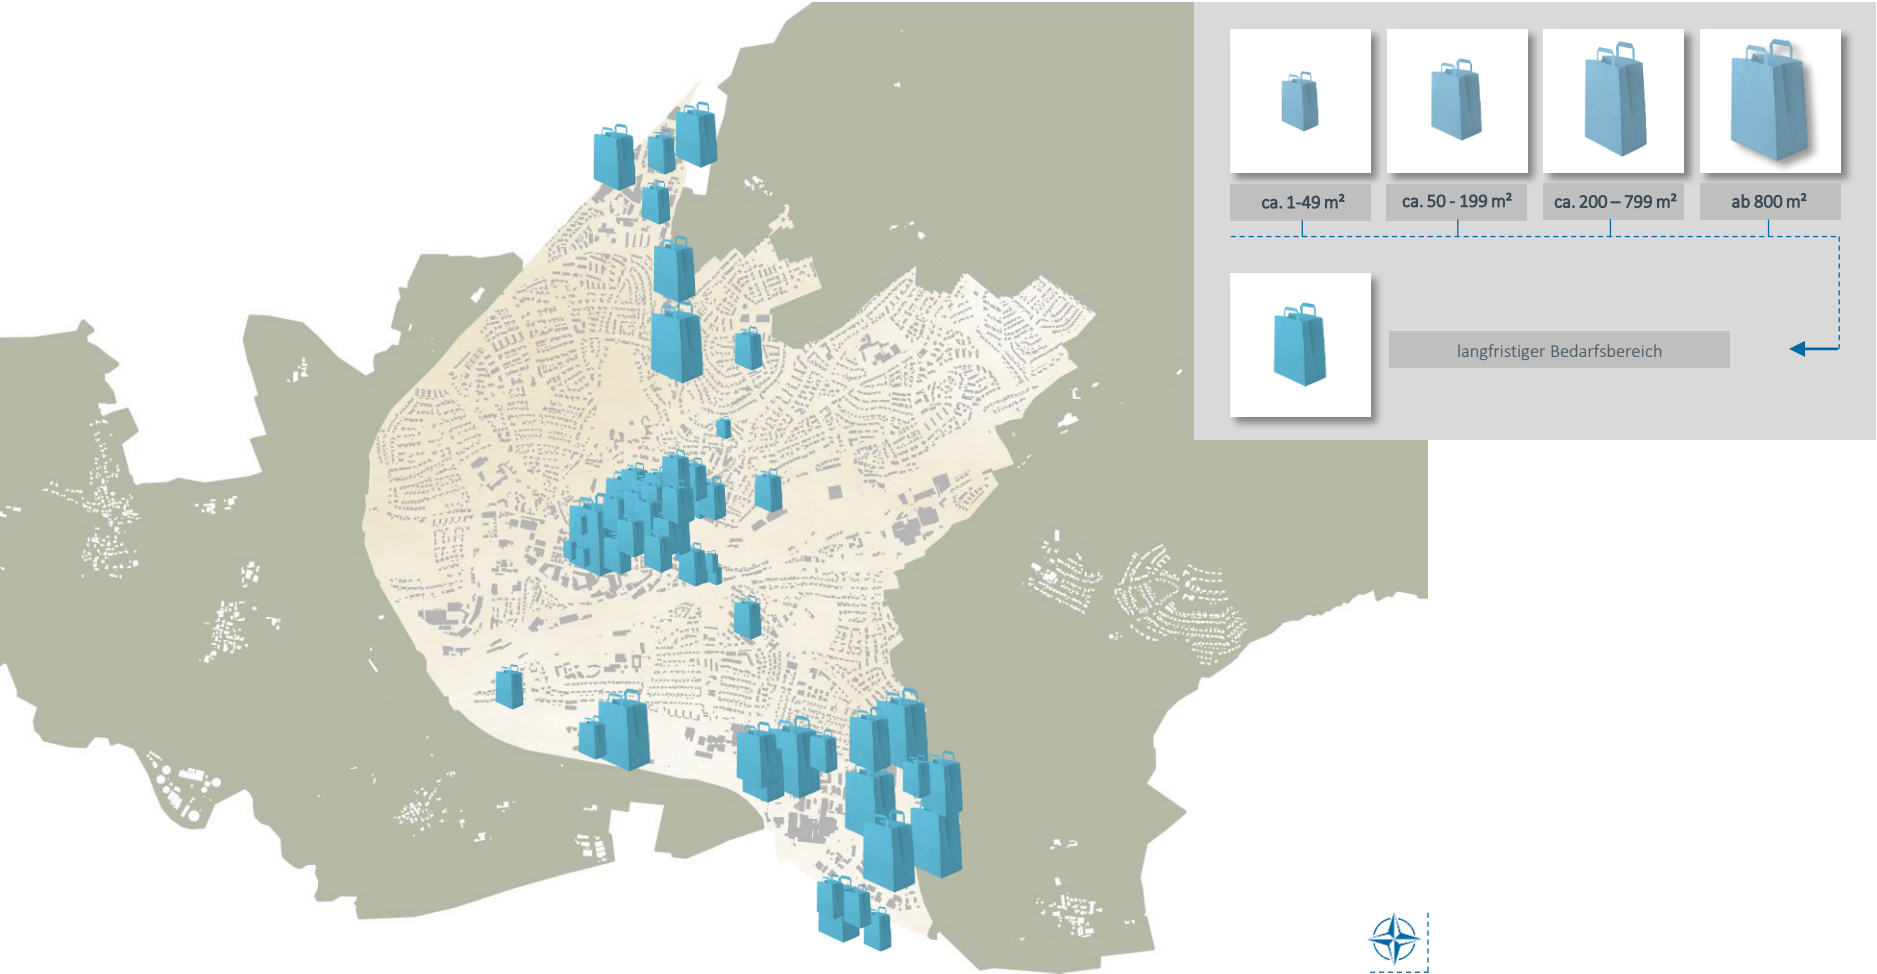 ca. 1-49 m²
ca. 50 - 199 m²
ca. 200 – 799 m²
ab 800 m²
langfristiger Bedarfsbereich